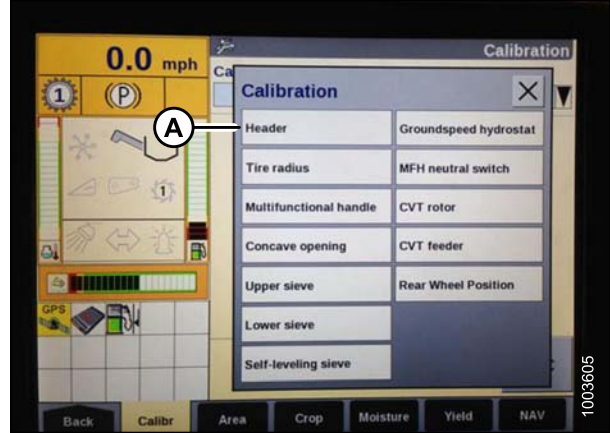 0.0 mph
Calibration
Ca
1
(P)
Calibration
A
Header
Groundspeed hydrostat
Tire radius
MFH neutral switch
1
Multifunctional handle
CVT rotor
Concave opening
CVT feeder
Upper sieve
Rear Wheel Position
GPS
Lower sieve
Self-leveling sieve
Back
Calibr
Area
Crop
Moisture
Yield
NAV
1003605